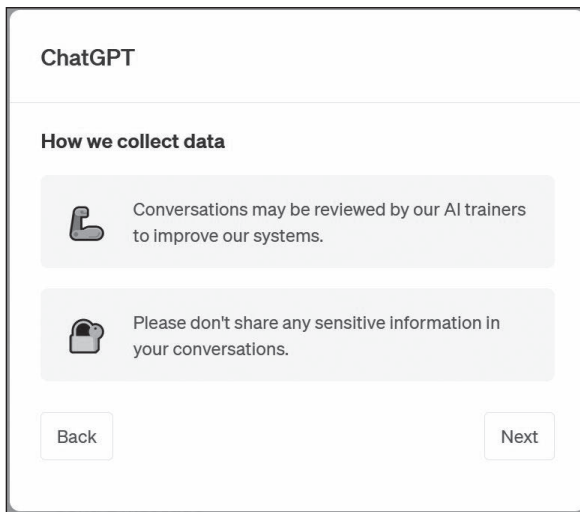 ChatGPT
How we collect data
Conversations may be reviewed by our AI trainers
to improve our systems.
Please don't share any sensitive information in
your conversations.
Back
Next